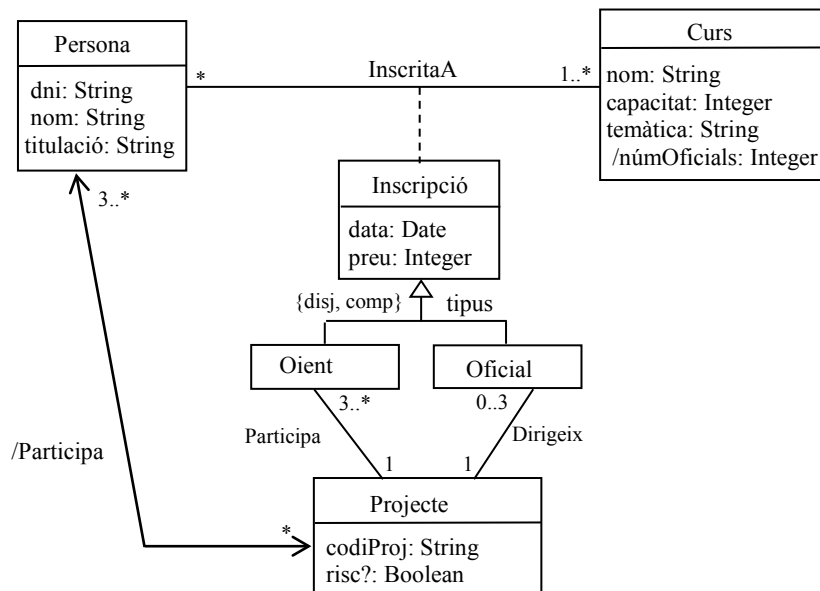 Persona
dni: String
nom: String
titulació: String
*
InscritaA
1..*
Curs
nom: String
capacitat: Integer
temàtica: String
/númOficials: Integer
3..*
Inscripció
data: Date
preu: Integer
{disj, comp}
tipus
Oient
Oficial
3..*
0..3
Participa
Dirigeix
/Participa
1
1
*
Projecte
codiProj: String
risc?: Boolean